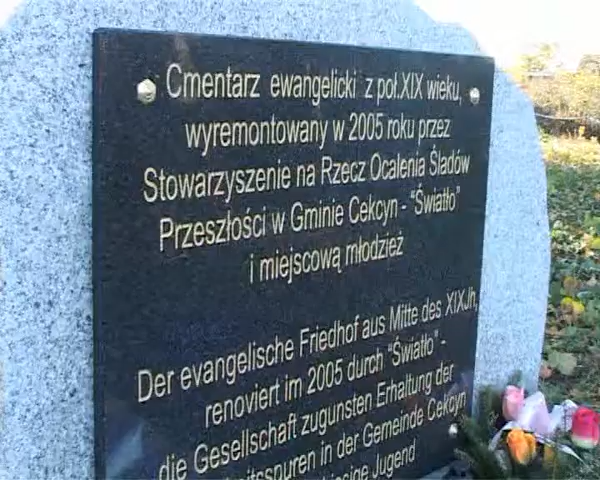 Cmentarz ewangelicki z poł.XIX wieku,
wyremontowany w 2005 roku przez
Stowarzyszenie na Rzecz Ocalenia Śladów
Przeszłości w Gminie Cekcyn - "Światło"
i miejscową młodzież
Der evangelische Friedhof aus Mitte des XIXJh,
renoviert im 2005 durch "Światło" -
die Gesellschaft zugunsten Erhaltung der
in der Gemeinde Cekcyn
Jugend